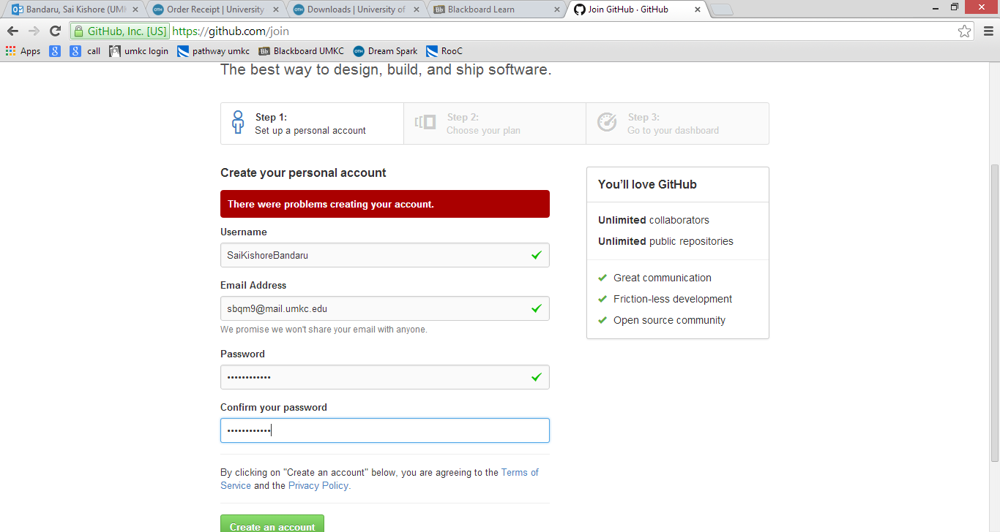 Bandaru, Sai Kishore (UMK
Order Receipt | University
Downloads | University of
Blackboard Learn
Join GitHub · GitHub
GitHub, Inc. [US] https://github.com/join
Apps call umkc login pathway umkc Bb Blackboard UMKC OTH Dream Spark RooC
The best way to design, build, and ship software.
Step 1:
Set up a personal account
Step 2:
Choose your plan
Step 3:
Go to your dashboard
Create your personal account
There were problems creating your account.
Username
SaiKishoreBandaru
Email Address
sbqm9@mail.umkc.edu
We promise we won't share your email with anyone.
Password
••••••••••••
Confirm your password
••••••••••••
By clicking on "Create an account" below, you are agreeing to the Terms of
Service and the Privacy Policy.
Create an account
You’ll love GitHub
Unlimited collaborators
Unlimited public repositories
Great communication
Friction-less development
Open source community